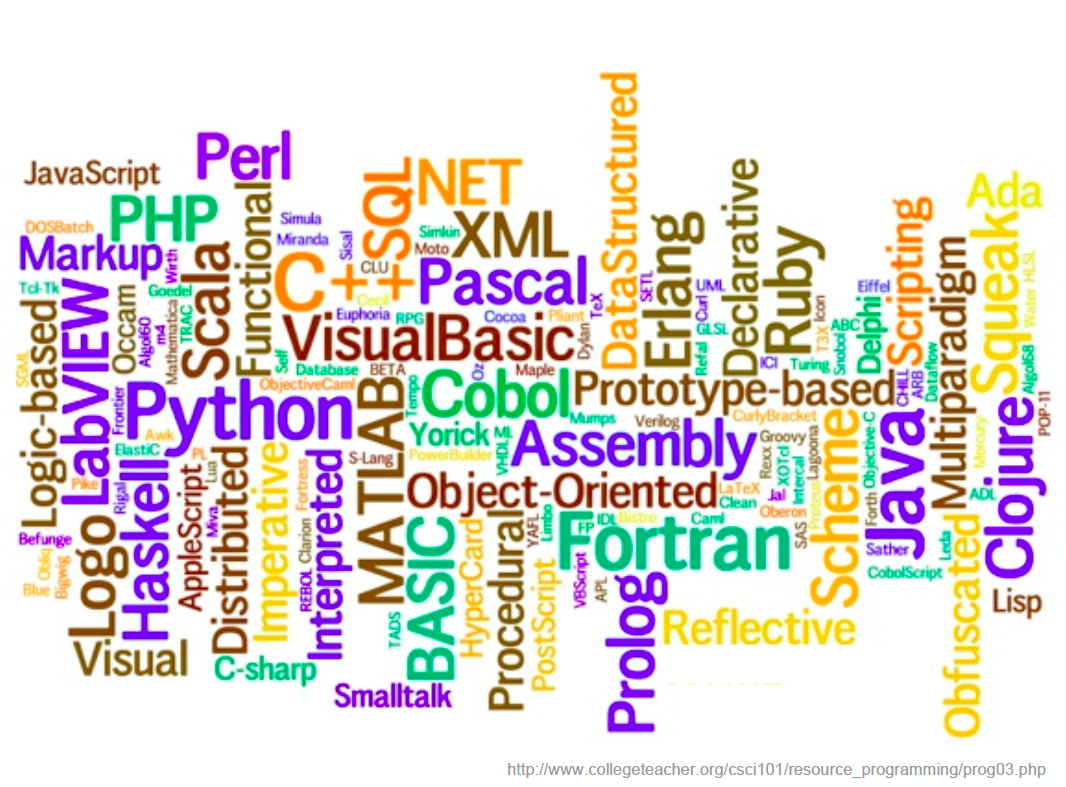 DataStructured
Perl
JavaScript
SQL
NET
Declarative
Ada
PHP
Functional
Simula
Simkin
XML
Erlang
Scripting
Squeak
DOSBatch
Markup
Wirth
Scala
Miranda
Sisal
Moto
Ruby
Multiparadigm
HLSL
C++
CLU
Pascal
TeX
SETL
UML
Eiffel
Tcl-Tk
LabVIEW
Occam
Goedel
Cecil
Curl
Icon
Delphi
Water
Logic-based
Algol60
m4
Mathematica
TRAC
Euphoria
RPG
Cocoa
Pliant
GLSL
T3X
ABC
SGML
VisualBasic
Dylan
Refal
ICI
Turing
Snobol
Dataflow
Algol68
Self
Database
BETA
Oz
Maple
ObjectiveCaml
Tempo
Cobol
Prototype-based
CHILL
ARB
Frontier
Python
MATLAB
Mumps
Verilog
CurlyBracket
Java
Clojure
POP-11
Awk
Yorick
ML
Assembly
Groovy
Scheme
Objective-C
Mercury
ElastiC
PL
Imperative
Interpreted
S-Lang
PowerBuilder
VHDL
Rexx
XOTcl
Lagoona
Pike
Rigal
Haskell
AppleScript
Lua
Distributed
Fortress
Object-Oriented
LaTeX
Jal
Intercal
ADL
Logo
Miva
Clarion
BASIC
HyperCard
Procedural
YAFL
Limbo
Clean
Oberon
Proteus
Forth
Befunge
FP
IDL
Bistro
Caml
SAS
Fortran
Sather
Leda
Obfuscated
Blue
Obliq
Bigwig
REBOL
PostScript
VBScript
APL
Prolog
CobolScript
Lisp
TADS
Reflective
Visual
C-sharp
Smalltalk
http://www.collegeteacher.org/csci101/resource_programming/prog03.php